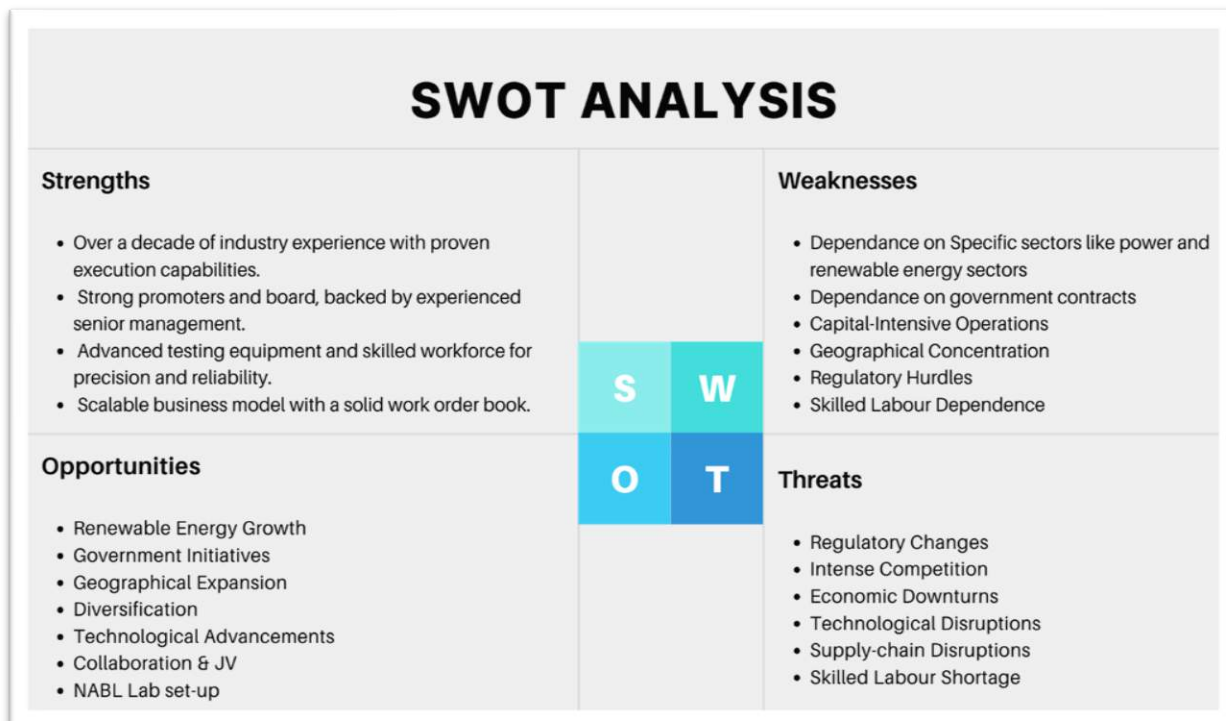 SWOT ANALYSIS
Strengths
• Over a decade of industry experience with proven
execution capabilities.
• Strong promoters and board, backed by experienced
senior management.
• Advanced testing equipment and skilled workforce for
precision and reliability.
• Scalable business model with a solid work order book.
Weaknesses
• Dependance on Specific sectors like power and
renewable energy sectors
• Dependance on government contracts
• Capital-Intensive Operations
• Geographical Concentration
• Regulatory Hurdles
• Skilled Labour Dependence
S W
O T
Opportunities
• Renewable Energy Growth
• Government Initiatives
• Geographical Expansion
• Diversification
• Technological Advancements
• Collaboration & JV
• NABL Lab set-up
Threats
• Regulatory Changes
• Intense Competition
• Economic Downturns
• Technological Disruptions
• Supply-chain Disruptions
• Skilled Labour Shortage